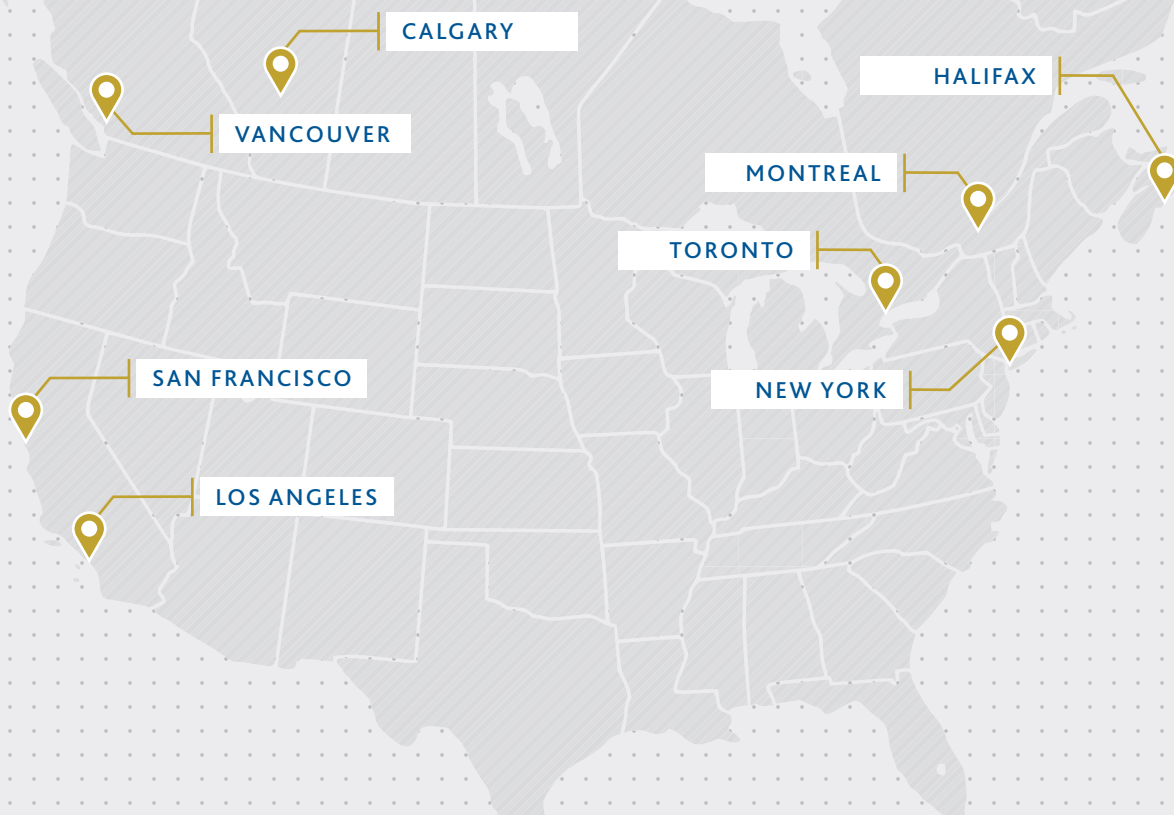 CALGARY
HALIFAX
VANCOUVER
MONTREAL
TORONTO
SAN FRANCISCO
NEW YORK
LOS ANGELES